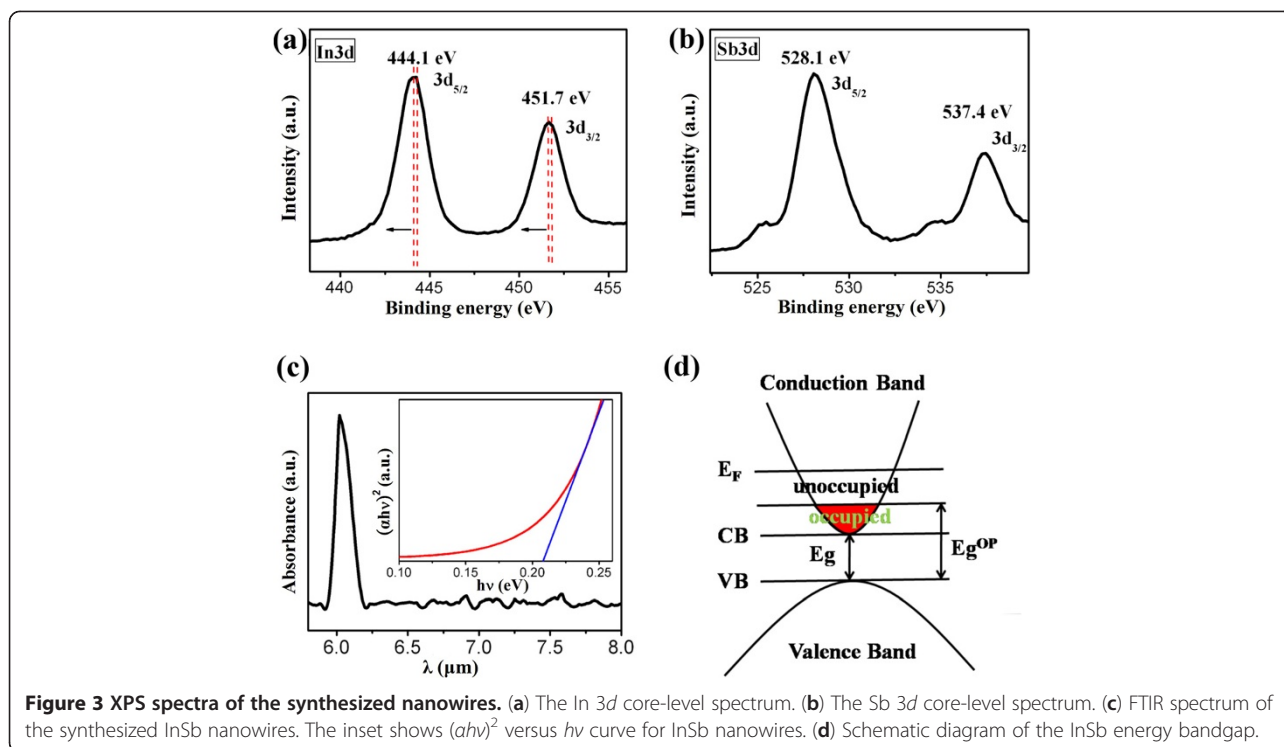 (a)
In3d
444.1 eV
3d5/2
451.7 eV
3d3/2
Intensity (a.u.)
440 445 450 455
Binding energy (eV)
(b)
Sb3d
528.1 eV
3d5/2
537.4 eV
3d3/2
Intensity (a.u.)
525 530 535
Binding energy (eV)
(c)
Absorbance (a.u.)
(αhν)²(a.u.)
0.10 0.15 0.20 0.25
hν (eV)
6.0 6.5 7.0 7.5 8.0
λ (μm)
(d)
Conduction Band
EF
unoccupied
occupied
CB
Eg
Eg^OP
VB
Valence Band
Figure 3 XPS spectra of the synthesized nanowires. (a) The In 3d core-level spectrum. (b) The Sb 3d core-level spectrum. (c) FTIR spectrum of
the synthesized InSb nanowires. The inset shows (αhν)² versus hν curve for InSb nanowires. (d) Schematic diagram of the InSb energy bandgap.